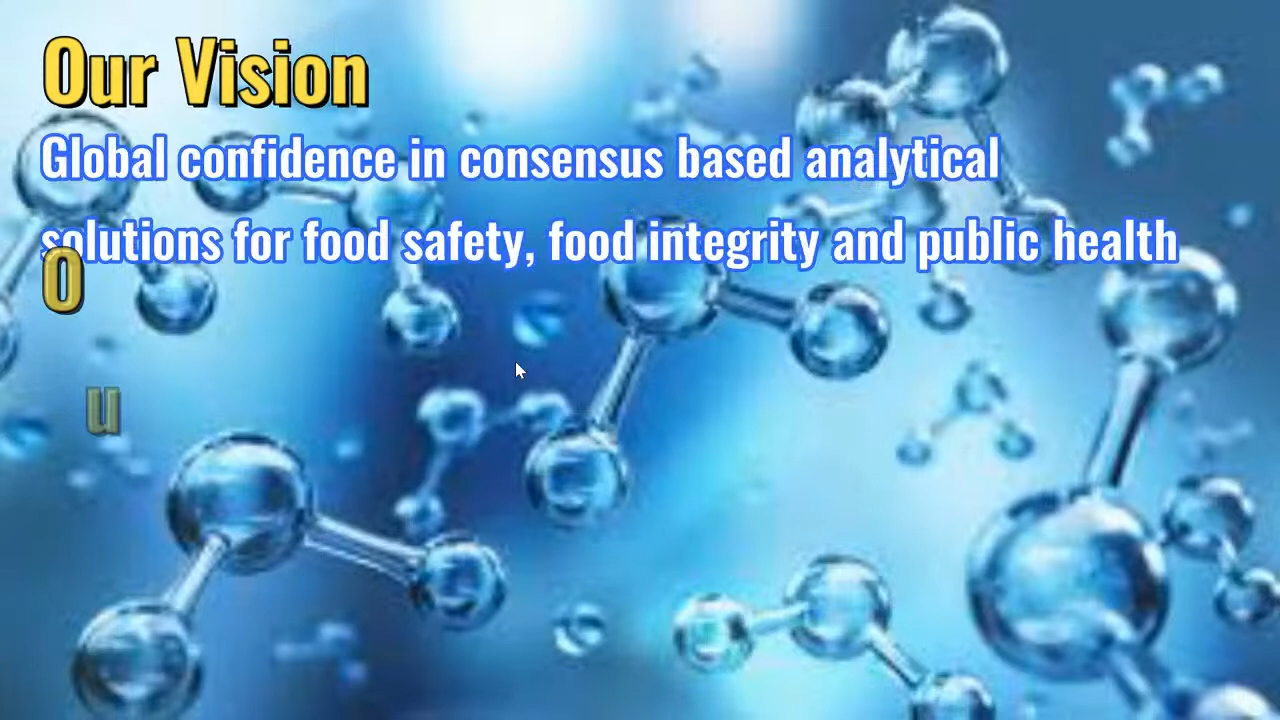 Our Vision
Global confidence in consensus based analytical
solutions for food safety, food integrity and public health
O
u